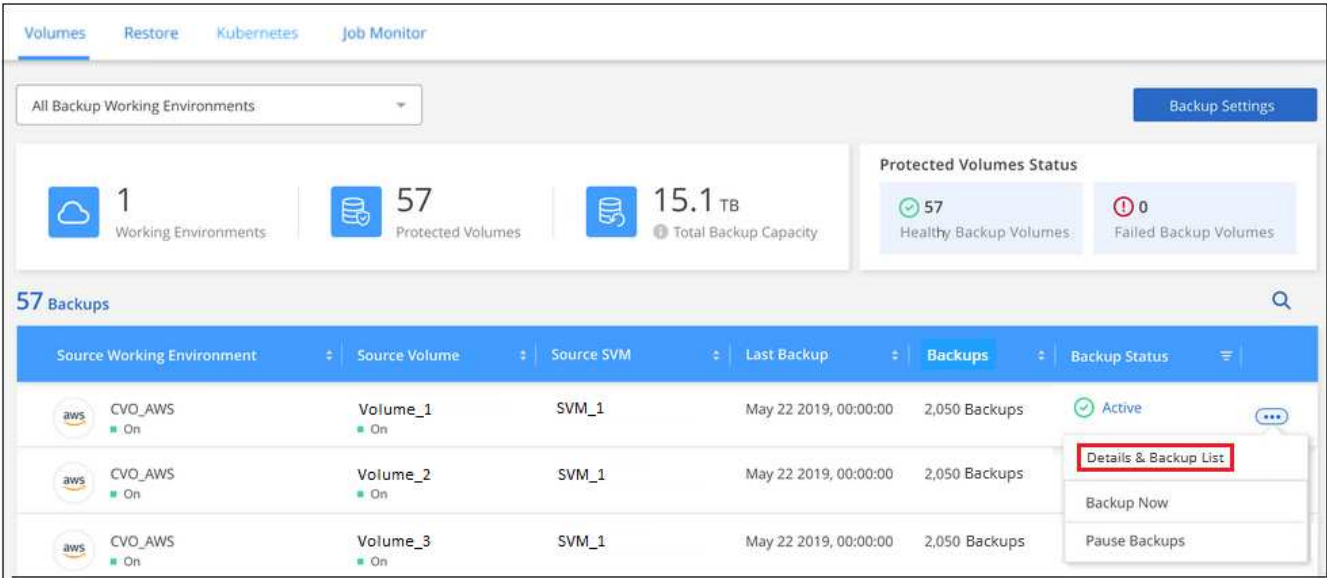 Volumes Restore Kubernetes Job Monitor
All Backup Working Environments
Backup Settings
1
Working Environments
57
Protected Volumes
15.1 TB
Total Backup Capacity
Protected Volumes Status
57
Healthy Backup Volumes
0
Failed Backup Volumes
57 Backups
Source Working Environment Source Volume Source SVM Last Backup Backups Backup Status
aws CVO_AWS Volume_1 SVM_1 May 22 2019, 00:00:00 2,050 Backups Active
On On
Details & Backup List
aws CVO_AWS Volume_2 SVM_1 May 22 2019, 00:00:00 2,050 Backups
On On
Backup Now
aws CVO_AWS Volume_3 SVM_1 May 22 2019, 00:00:00 2,050 Backups
Pause Backups
On On